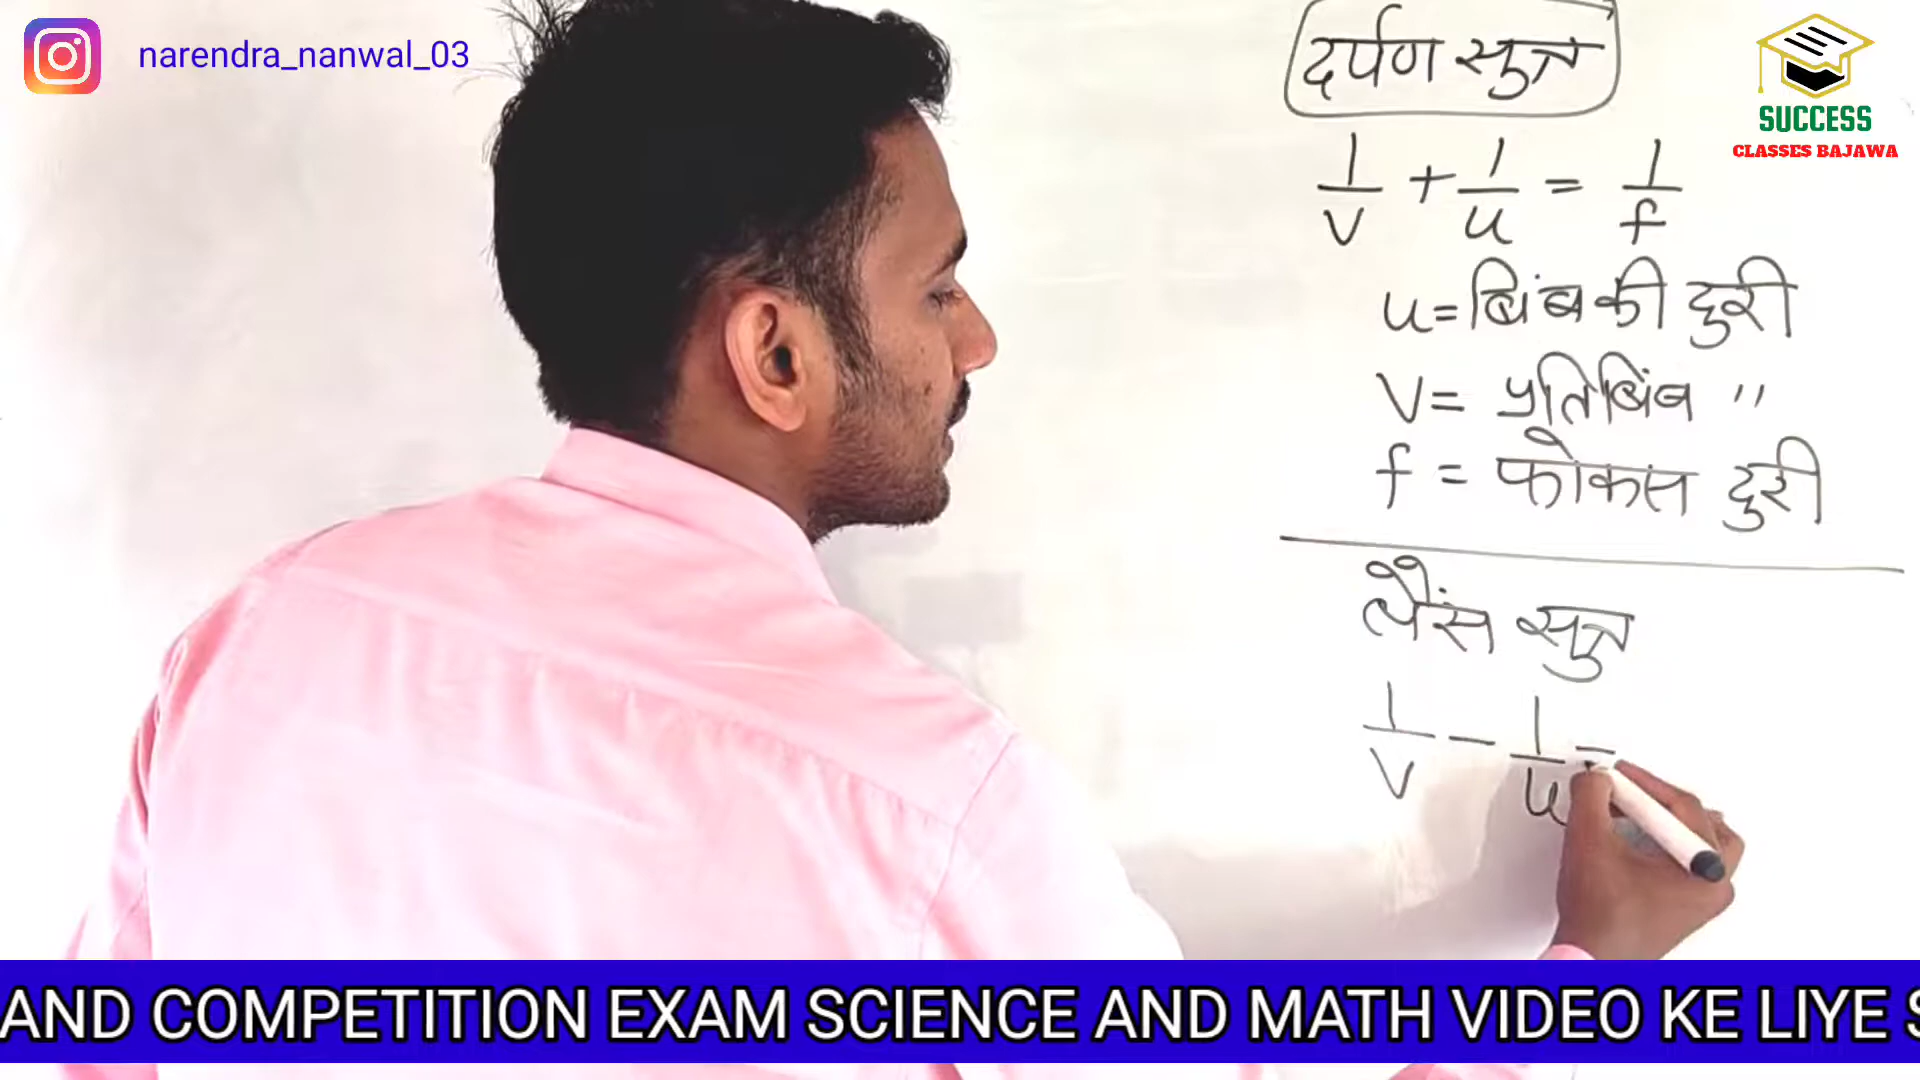 narendra_nanwal_03
दर्पण सुत्र
SUCCESS
CLASSES BAJAWA
1/v + 1/u = 1/f
u = बिंब की दुरी
v = प्रतिबिंब "
f = फोकस दुरी
लैंस सुत्र
1/v - 1/u =
AND COMPETITION EXAM SCIENCE AND MATH VIDEO KE LIYE S